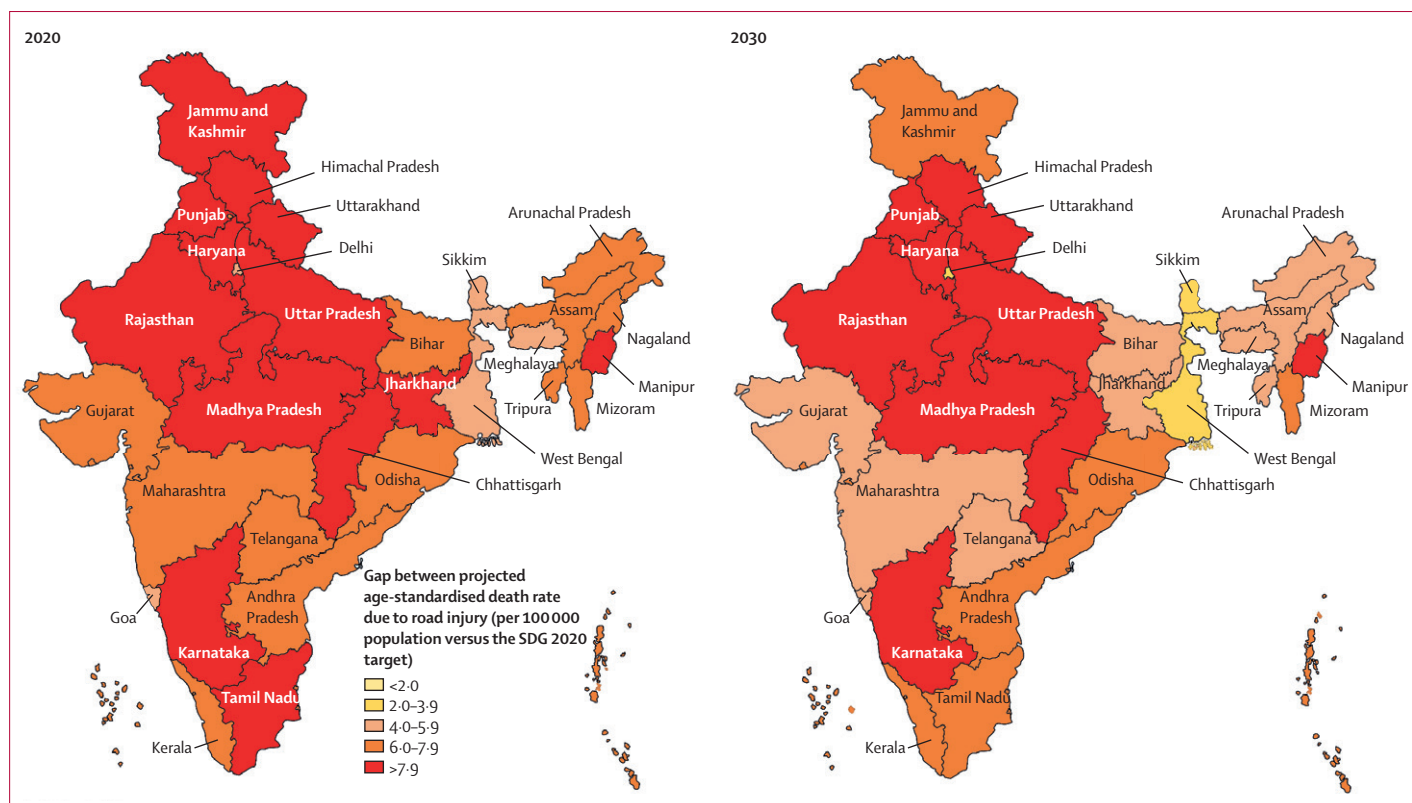 2020
Jammu and
Kashmir
Himachal Pradesh
Punjab
Uttarakhand
Haryana
Delhi
Arunachal Pradesh
Sikkim
Rajasthan
Uttar Pradesh
Assam
Bihar
Nagaland
Meghalaya
Jharkhand
Manipur
Gujarat
Madhya Pradesh
Tripura
Mizoram
West Bengal
Odisha
Chhattisgarh
Maharashtra
Telangana
Goa
Andhra
Pradesh
Karnataka
Tamil Nadu
Kerala
Gap between projected
age-standardised death rate
due to road injury (per 100 000
population versus the SDG 2020
target)
<2·0
2·0–3·9
4·0–5·9
6·0–7·9
>7·9
2030
Jammu and
Kashmir
Himachal Pradesh
Punjab
Uttarakhand
Haryana
Delhi
Arunachal Pradesh
Sikkim
Rajasthan
Uttar Pradesh
Assam
Bihar
Nagaland
Meghalaya
Jharkhand
Manipur
Gujarat
Madhya Pradesh
Tripura
Mizoram
West Bengal
Odisha
Chhattisgarh
Maharashtra
Telangana
Goa
Andhra
Pradesh
Karnataka
Tamil Nadu
Kerala